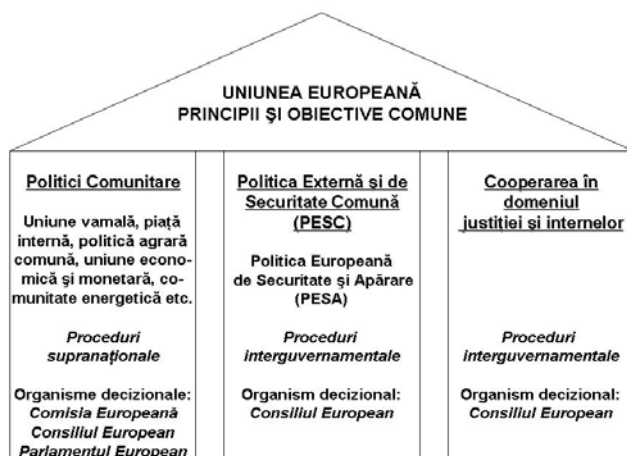 UNIUNEA EUROPEANĂ
PRINCIPII ŞI OBIECTIVE COMUNE
Politici Comunitare
Uniune vamală, piaţă
internă, politică agrară
comună, uniune econo-
mică şi monetară, co-
munitate energetică etc.
Proceduri
supranaţionale
Organisme decizionale:
Comisia Europeană
Consiliul European
Parlamentul European
Politica Externă şi de
Securitate Comună
(PESC)
Politica Europeană
de Securitate şi Apărare
(PESA)
Proceduri
interguvernamentale
Organism decizional:
Consiliul European
Cooperarea în
domeniul
justiţiei şi internelor
Proceduri
interguvernamentale
Organism decizional:
Consiliul European